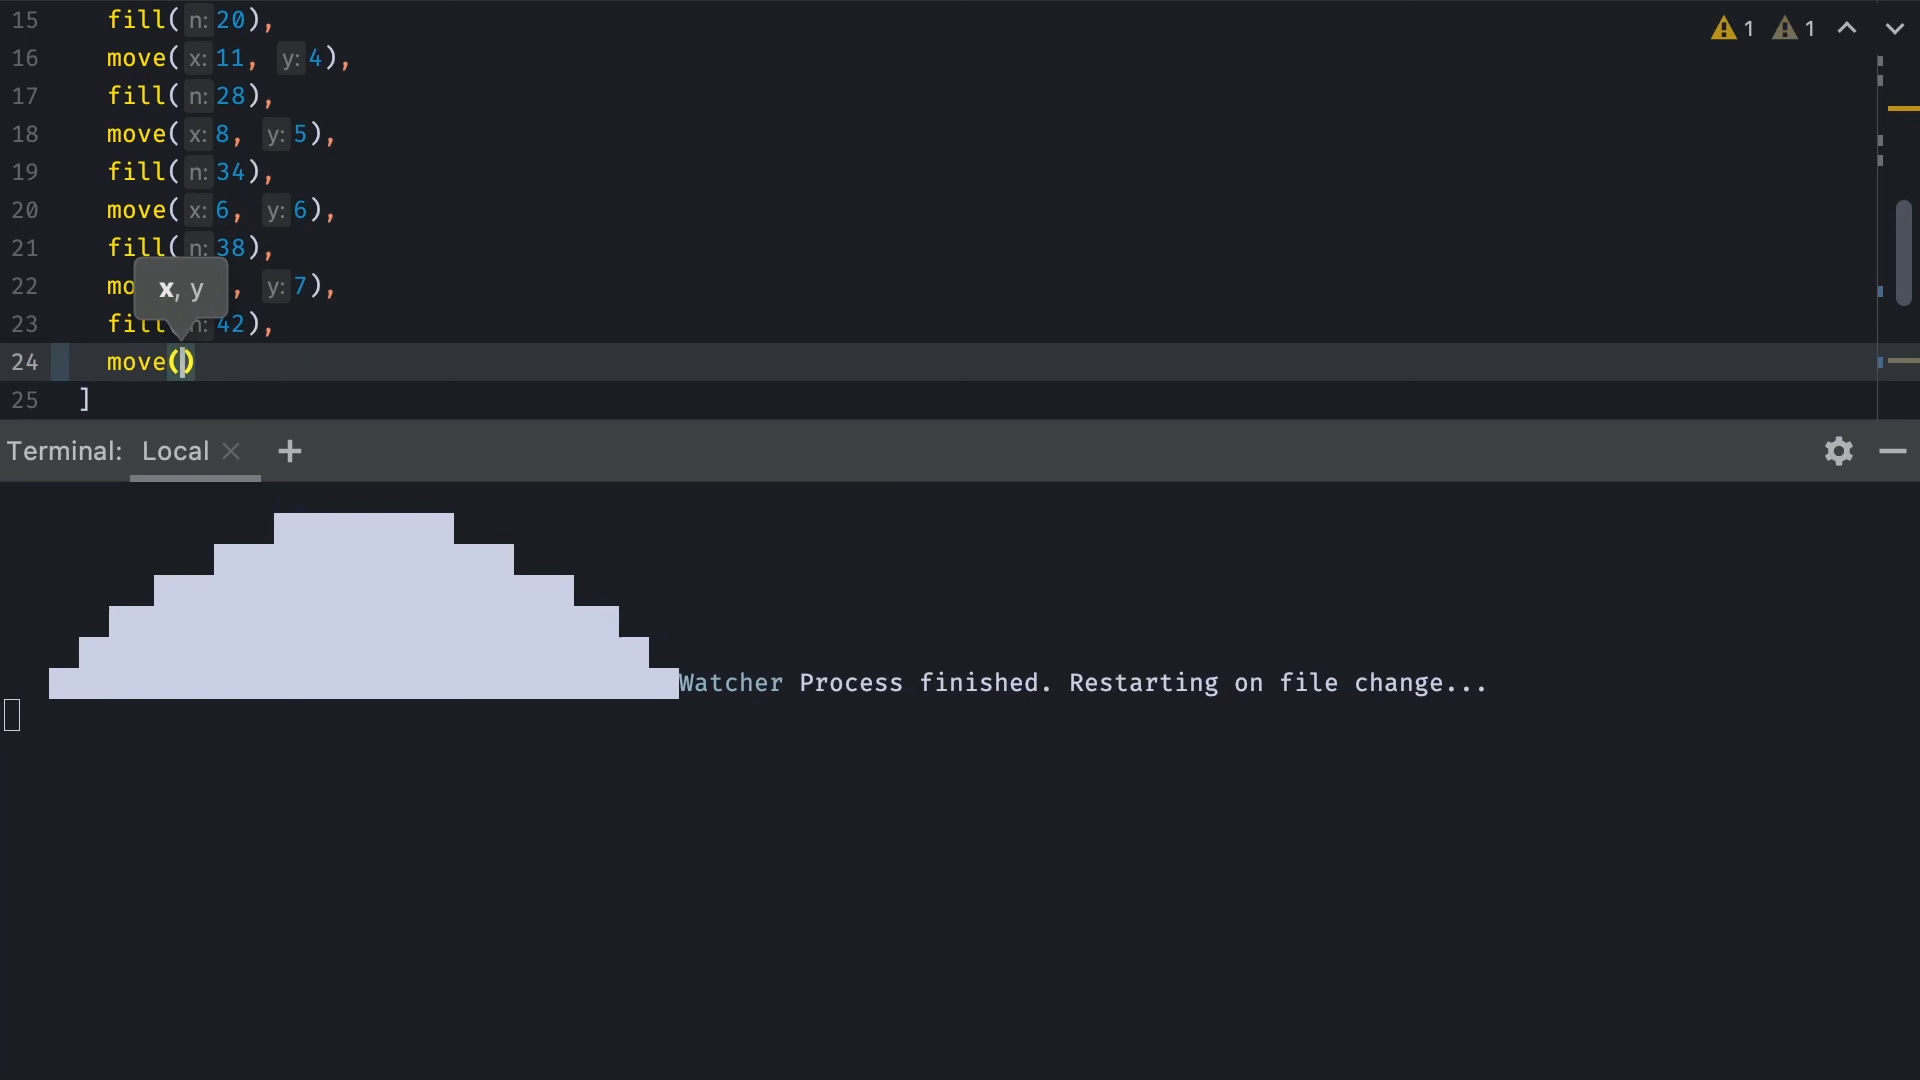 15 fill( n: 20),
1 1
16 move( x: 11, y: 4),
17 fill( n: 28),
18 move( x: 8, y: 5),
19 fill( n: 34),
20 move( x: 6, y: 6),
21 fill( n: 38),
22 mo , y: 7),
x, y
23 fill( n: 42),
24 move()
25 ]
Terminal: Local
Watcher Process finished. Restarting on file change...